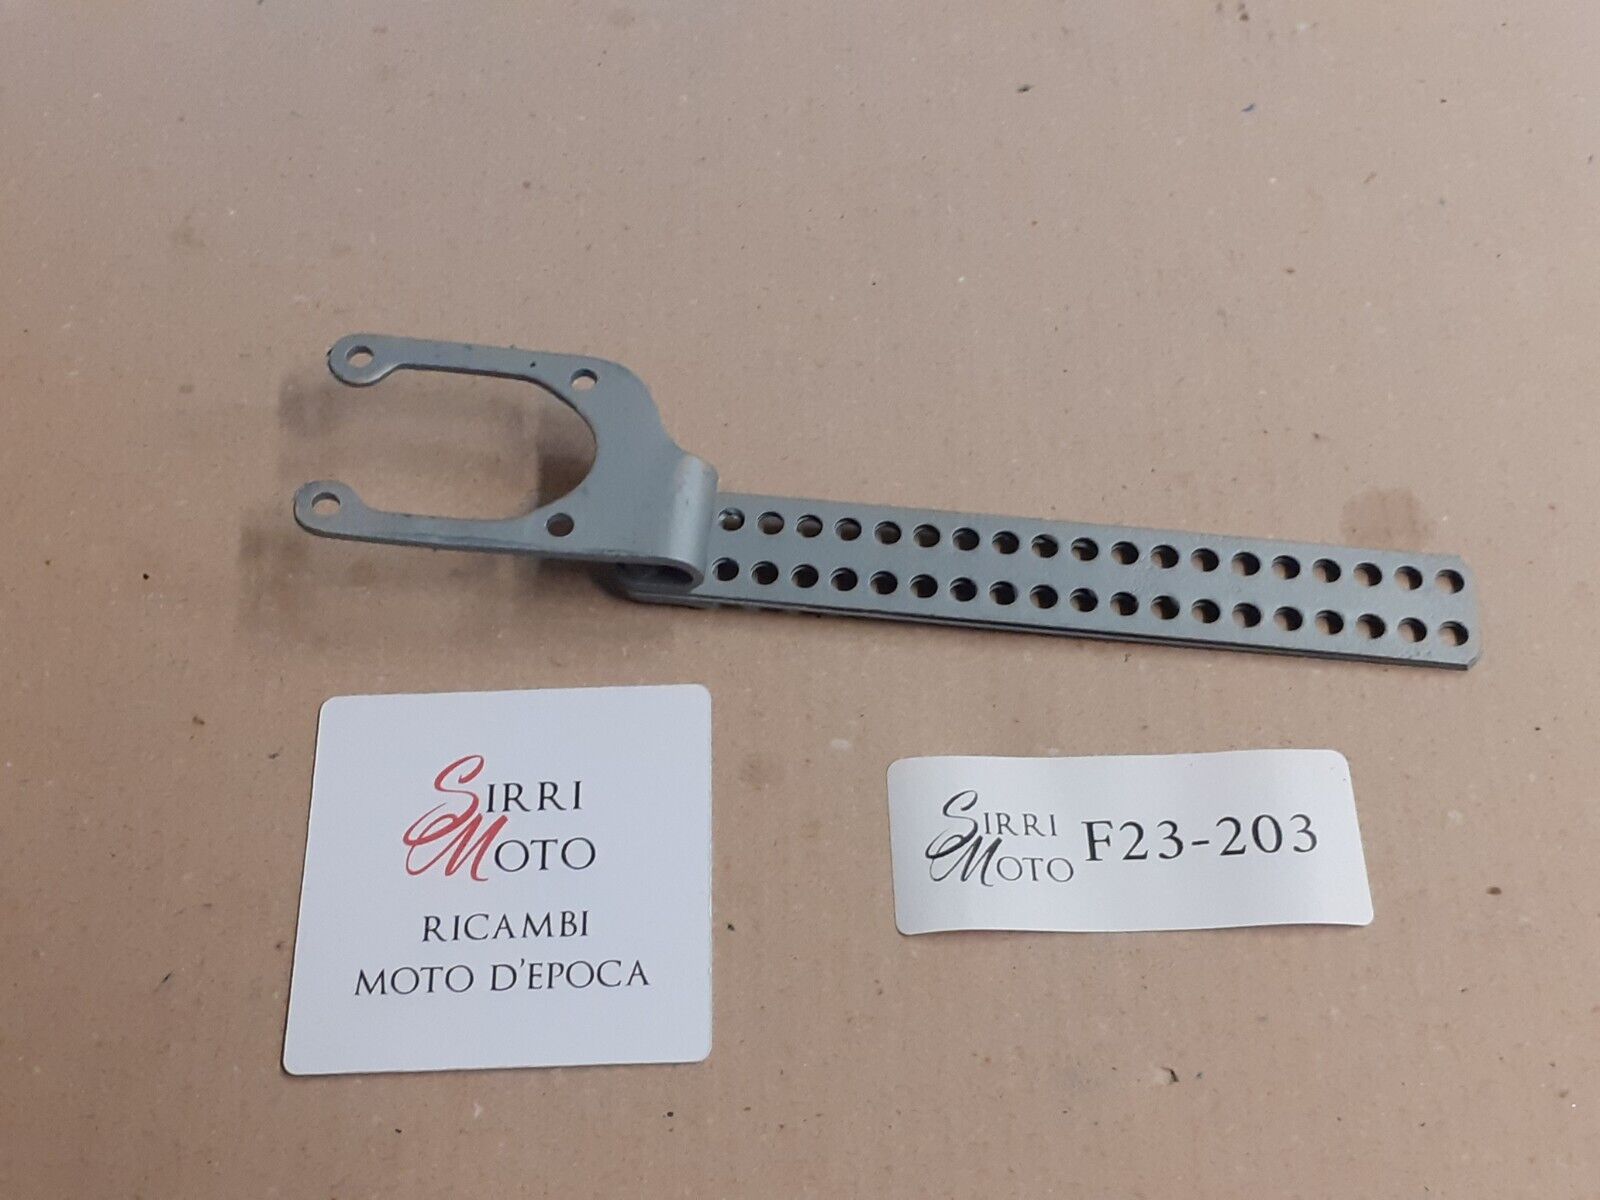 SIRRI
MOTO
RICAMBI
MOTO D'EPOCA
SIRRI
MOTO
F23-203